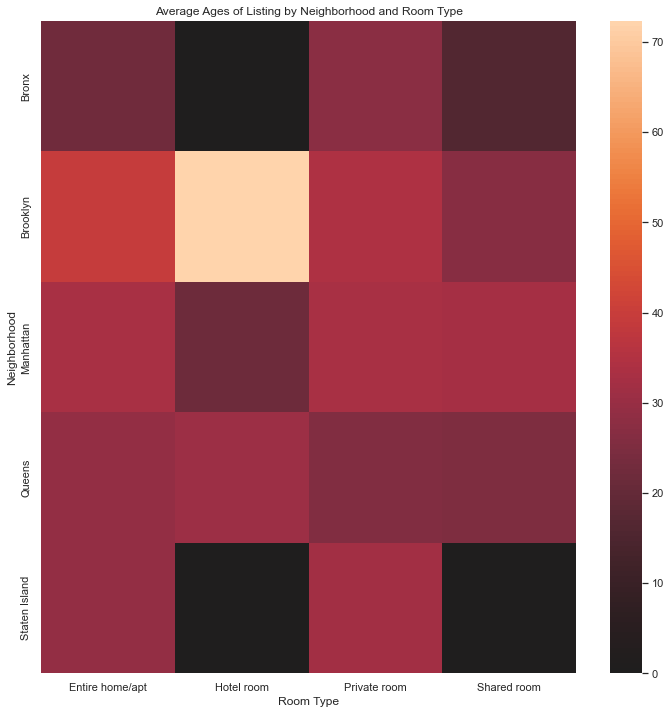 Average Ages of Listing by Neighborhood and Room Type
Neighborhood
Bronx
Brooklyn
Manhattan
Queens
Staten Island
Entire home/apt
Hotel room
Private room
Shared room
Room Type
70
60
50
40
30
20
10
0